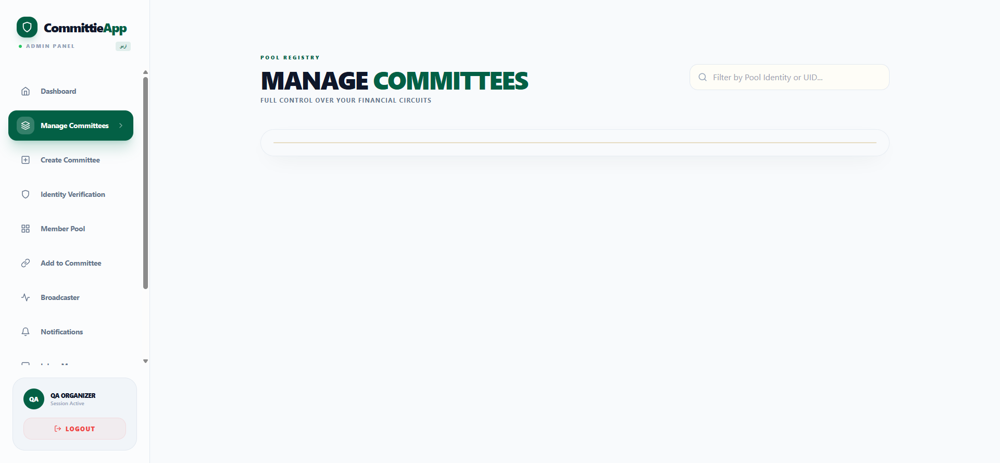 CommittieApp
ADMIN PANEL
اردو
Dashboard
Manage Committees
Create Committee
Identity Verification
Member Pool
Add to Committee
Broadcaster
Notifications
QA
QA ORGANIZER
Session Active
LOGOUT
POOL REGISTRY
MANAGE COMMITTEES
FULL CONTROL OVER YOUR FINANCIAL CIRCUITS
Filter by Pool Identity or UID...